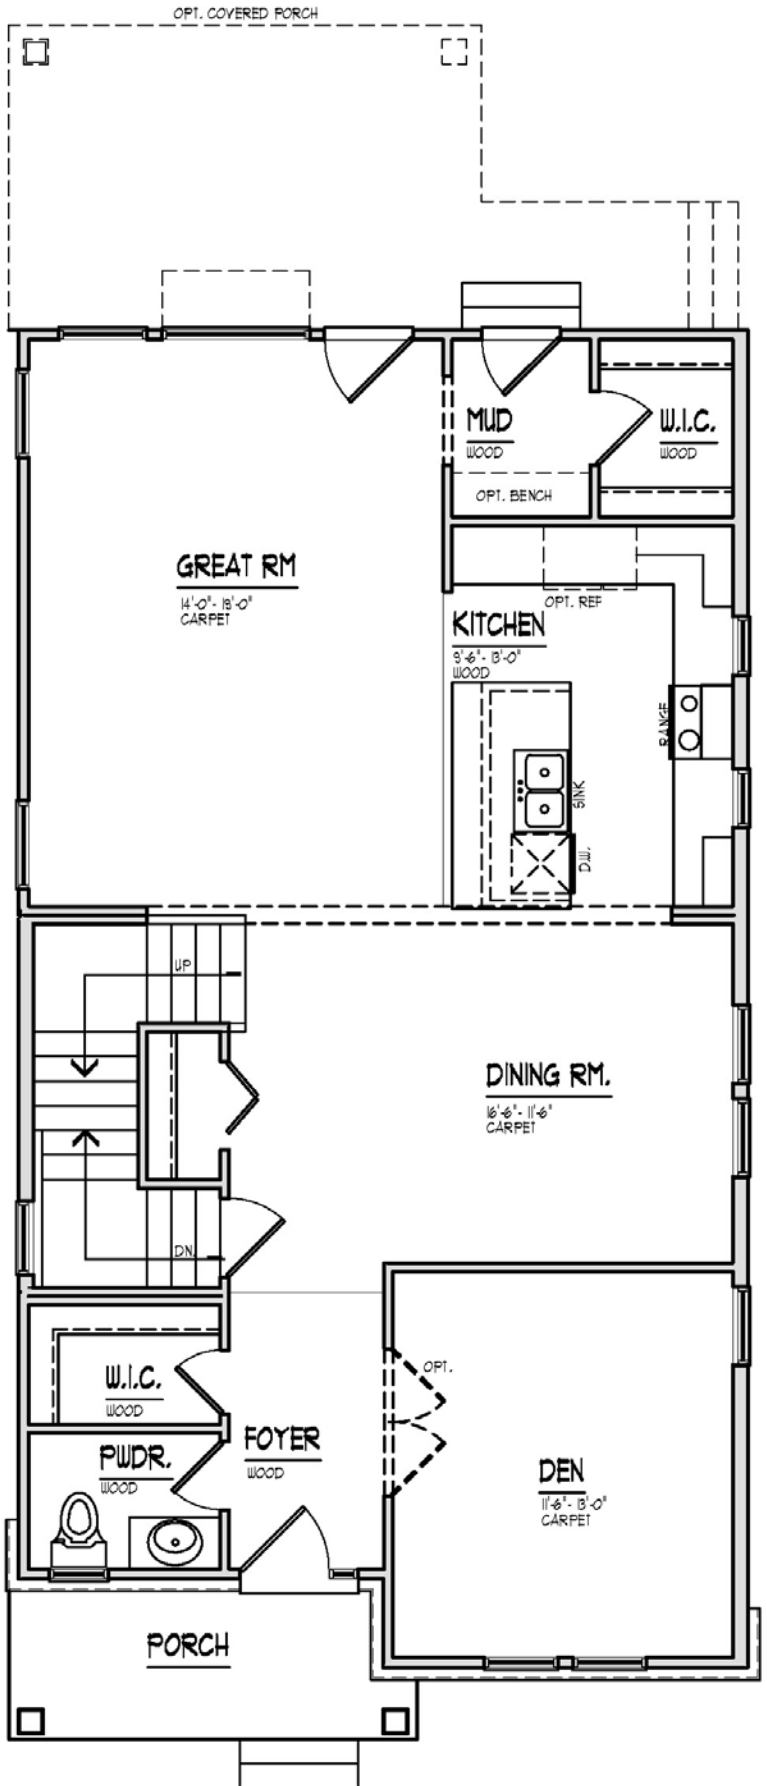 OPT. COVERED PORCH
MUD
WOOD
W.I.C.
WOOD
OPT. BENCH
GREAT RM
14'-0"- 18'-0"
CARPET
OPT. REF
KITCHEN
9'-6"- 13'-0"
WOOD
RANGE
SINK
D.W.
UP
DINING RM.
16'-6"- 11'-6"
CARPET
DN.
W.I.C.
WOOD
OPT.
FOYER
WOOD
PWDR.
WOOD
DEN
11'-6"- 13'-0"
CARPET
PORCH